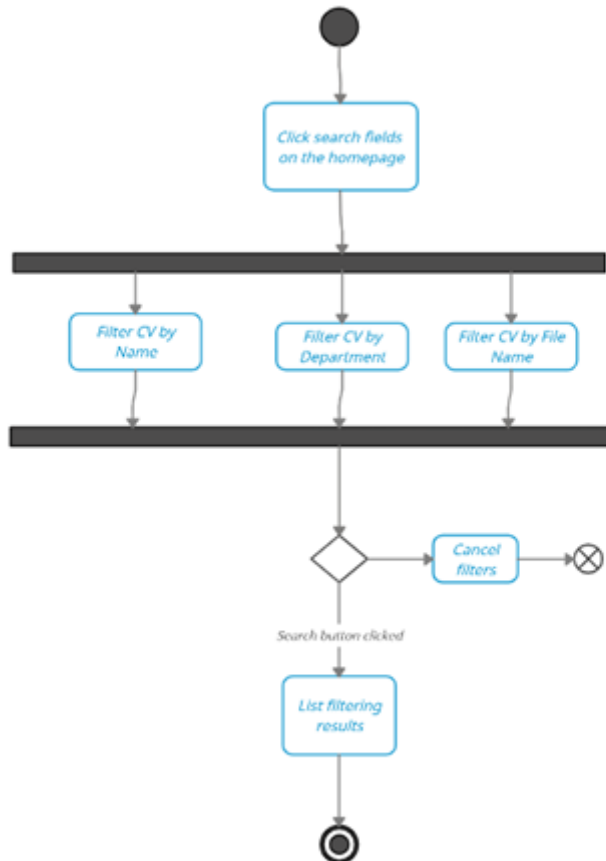 Click search fields
on the homepage
Filter CV by
Name
Filter CV by
Department
Filter CV by File
Name
Cancel
filters
Search button clicked
List filtering
results